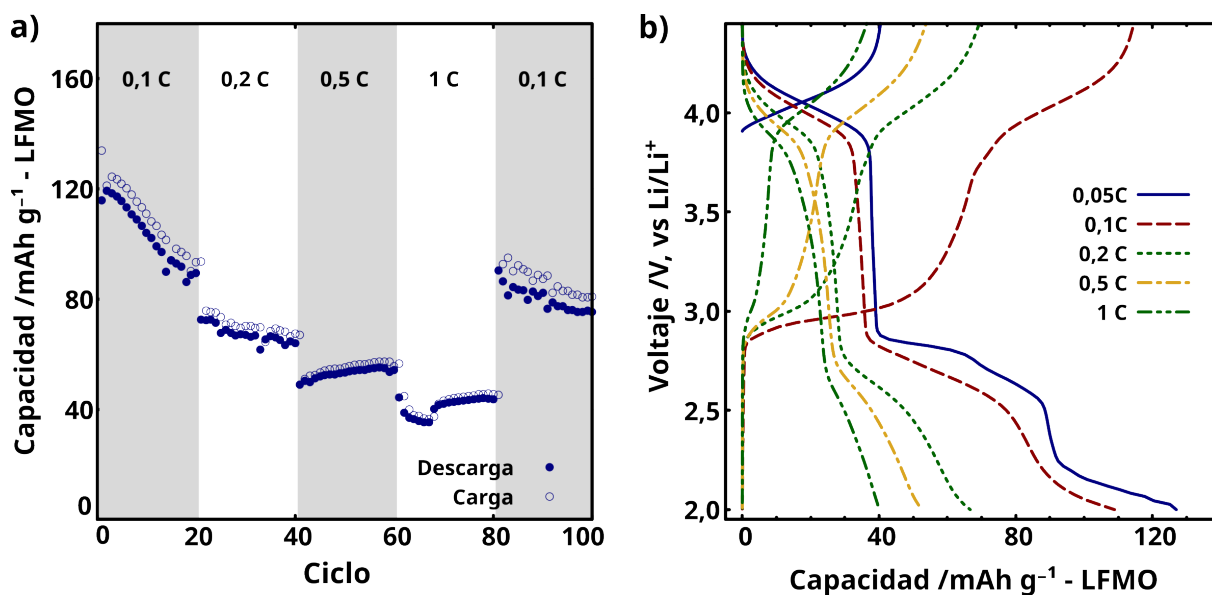 a)
Capacidad /mAh g⁻¹ - LFMO
160
120
80
40
0
0,1 C
0,2 C
0,5 C
1 C
0,1 C
Descarga
Carga
0
20
40
60
80
100
Ciclo
b)
Voltaje /V, vs Li/Li⁺
4,0
3,5
3,0
2,5
2,0
0,05C
0,1C
0,2 C
0,5 C
1 C
0
40
80
120
Capacidad /mAh g⁻¹ - LFMO